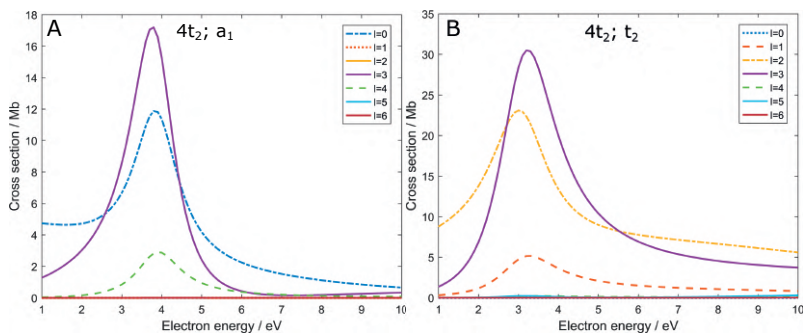 A
4t₂; a₁
Cross section / Mb
18
16
14
12
10
8
6
4
2
0
1 2 3 4 5 6 7 8 9 10
Electron energy / eV
l=0
l=1
l=2
l=3
l=4
l=5
l=6
B
4t₂; t₂
Cross section / Mb
35
30
25
20
15
10
5
0
1 2 3 4 5 6 7 8 9 10
Electron energy / eV
l=0
l=1
l=2
l=3
l=4
l=5
l=6